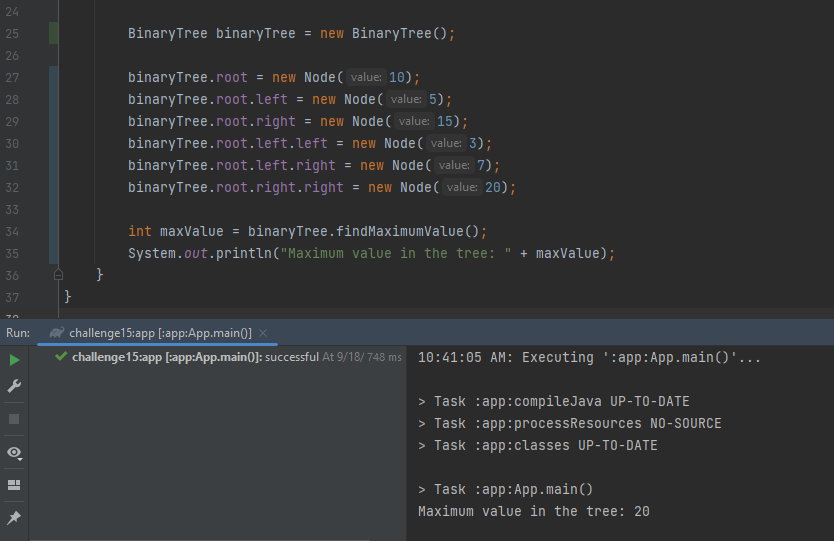 24
25 BinaryTree binaryTree = new BinaryTree();
26
27 binaryTree.root = new Node( value: 10);
28 binaryTree.root.left = new Node( value: 5);
29 binaryTree.root.right = new Node( value: 15);
30 binaryTree.root.left.left = new Node( value: 3);
31 binaryTree.root.left.right = new Node( value: 7);
32 binaryTree.root.right.right = new Node( value: 20);
33
34 int maxValue = binaryTree.findMaximumValue();
35 System.out.println("Maximum value in the tree: " + maxValue);
36 }
37 }
38
Run: challenge15:app [:app:App.main()] ×
challenge15:app [:app:App.main()]: successful At 9/18/ 748 ms
10:41:05 AM: Executing ':app:App.main()'...
> Task :app:compileJava UP-TO-DATE
> Task :app:processResources NO-SOURCE
> Task :app:classes UP-TO-DATE
> Task :app:App.main()
Maximum value in the tree: 20